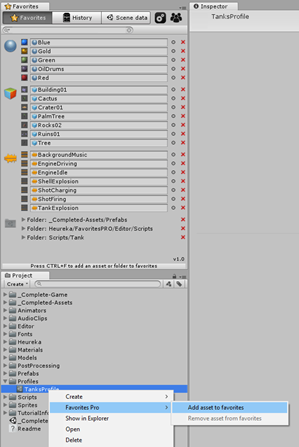 Favorites
Inspector
Favorites
History
Scene data
TanksProfile
Blue
Gold
Green
OilDrums
Red
Building01
Cactus
Crater01
PalmTree
Rocks02
Ruins01
Tree
BackgroundMusic
EngineDriving
EngineIdle
ShellExplosion
ShotCharging
ShotFiring
TankExplosion
Folder: _Completed-Assets/Prefabs
Folder: Heureka/FavoritesPRO/Editor/Scripts
Folder: Scripts/Tank
v1.0
Press CTRL+F to add an asset or folder to favorites
Project
Create
_Complete-Game
_Completed-Assets
Animators
AudioClips
Editor
Fonts
Heureka
Materials
Models
PostProcessing
Prefabs
Profiles
TanksProfile
Scripts
Sprites
TutorialInfo
_Comple
Readme
Create
Favorites Pro
Show in Explorer
Open
Delete
Add asset to favorites
Remove asset from favorites